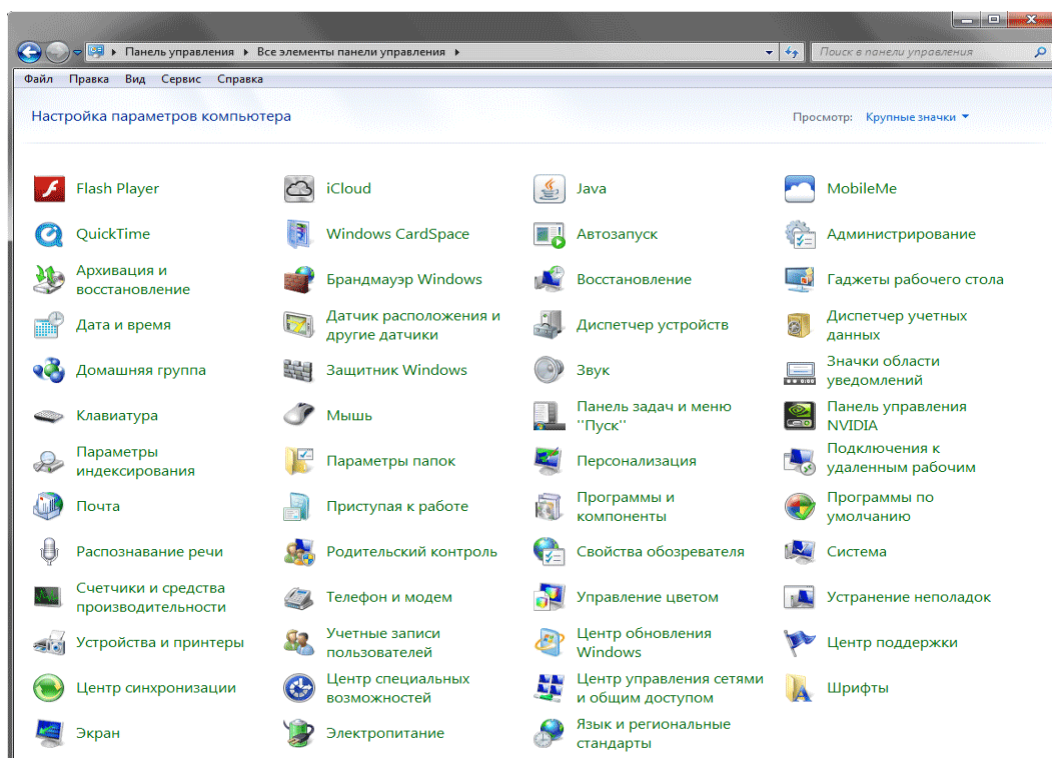 Панель управления
Все элементы панели управления
Поиск в панели управления
Файл Правка Вид Сервис Справка
Настройка параметров компьютера
Просмотр: Крупные значки
Flash Player
iCloud
Java
MobileMe
QuickTime
Windows CardSpace
Автозапуск
Администрирование
Архивация и
восстановление
Брандмауэр Windows
Восстановление
Гаджеты рабочего стола
Дата и время
Датчик расположения и
другие датчики
Диспетчер устройств
Диспетчер учетных
данных
Домашняя группа
Защитник Windows
Звук
Значки области
уведомлений
Клавиатура
Мышь
Панель задач и меню
"Пуск"
Панель управления
NVIDIA
Параметры
индексирования
Параметры папок
Персонализация
Подключения к
удаленным рабочим
Почта
Приступая к работе
Программы и
компоненты
Программы по
умолчанию
Распознавание речи
Родительский контроль
Свойства обозревателя
Система
Счетчики и средства
производительности
Телефон и модем
Управление цветом
Устранение неполадок
Устройства и принтеры
Учетные записи
пользователей
Центр обновления
Windows
Центр поддержки
Центр синхронизации
Центр специальных
возможностей
Центр управления сетями
и общим доступом
Шрифты
Экран
Электропитание
Язык и региональные
стандарты